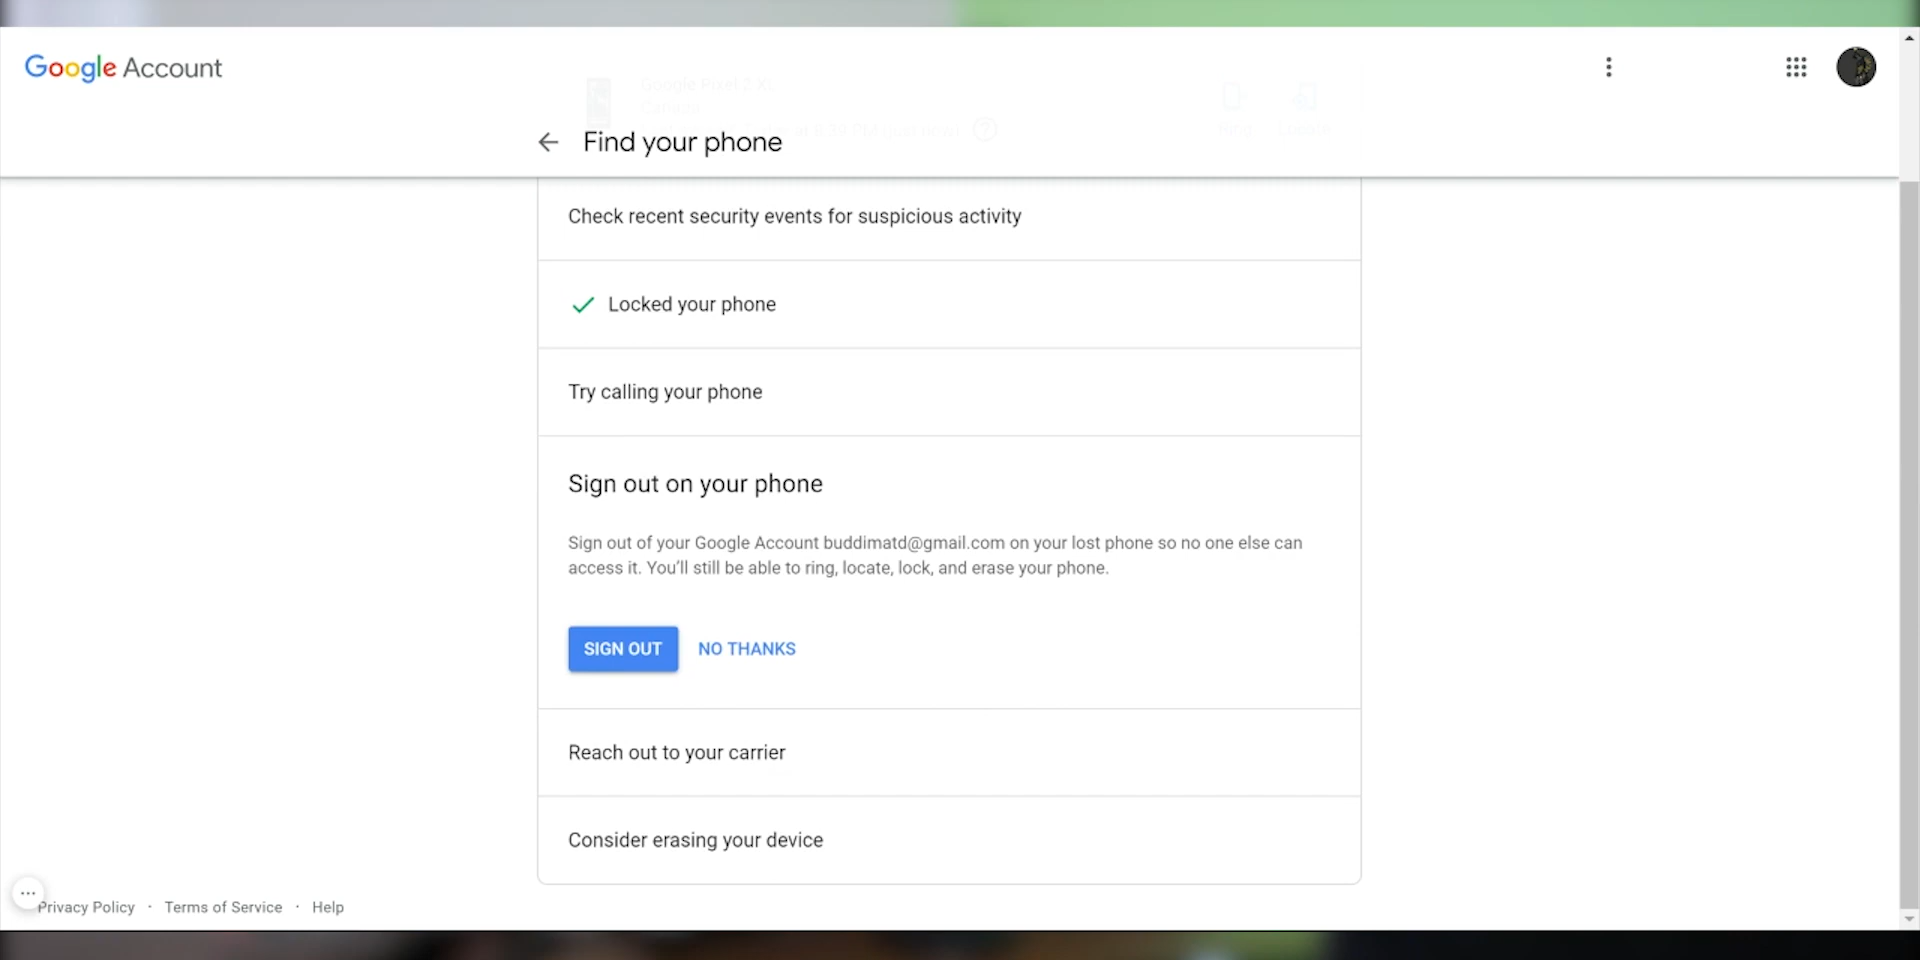 Google Account
Google Pixel 2 XL
Find your phone
Check recent security events for suspicious activity
Locked your phone
Try calling your phone
Sign out on your phone
Sign out of your Google Account buddimatd@gmail.com on your lost phone so no one else can
access it. You’ll still be able to ring, locate, lock, and erase your phone.
SIGN OUT NO THANKS
Reach out to your carrier
Consider erasing your device
Privacy Policy · Terms of Service · Help